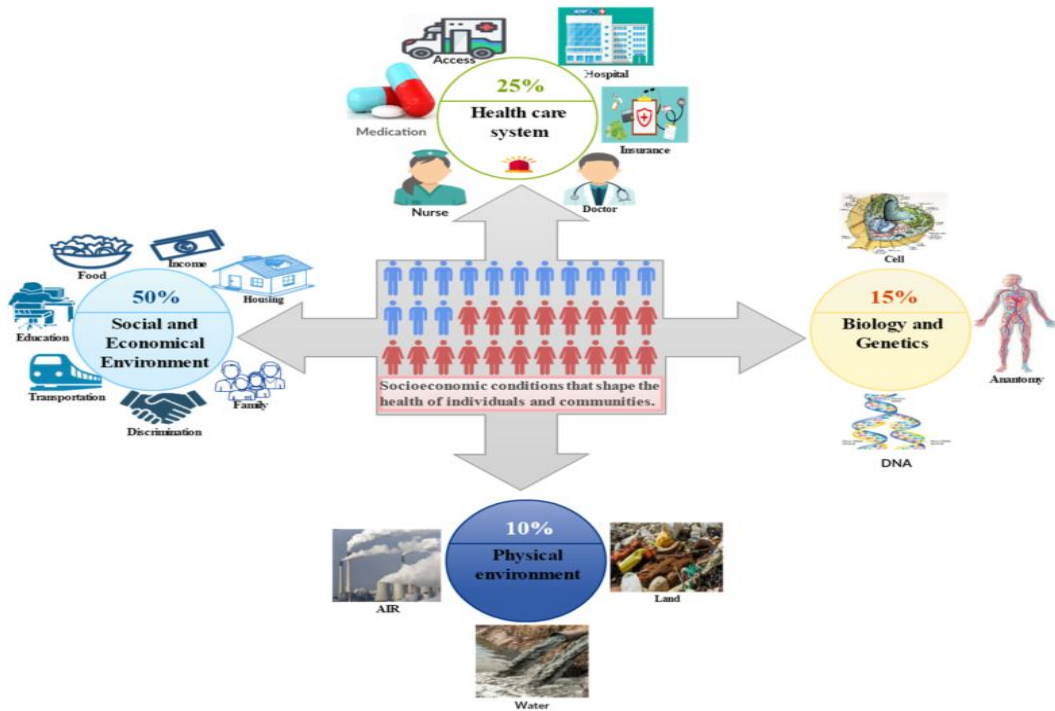 Access
Hospital
25%
Health care
system
Medication
Insurance
Nurse
Doctor
Food
Income
Housing
50%
Social and
Economical
Environment
Education
Transportation
Discrimination
Family
Socioeconomic conditions that shape the
health of individuals and communities.
Cell
15%
Biology and
Genetics
Anantomy
DNA
10%
Physical
environment
AIR
Land
Water